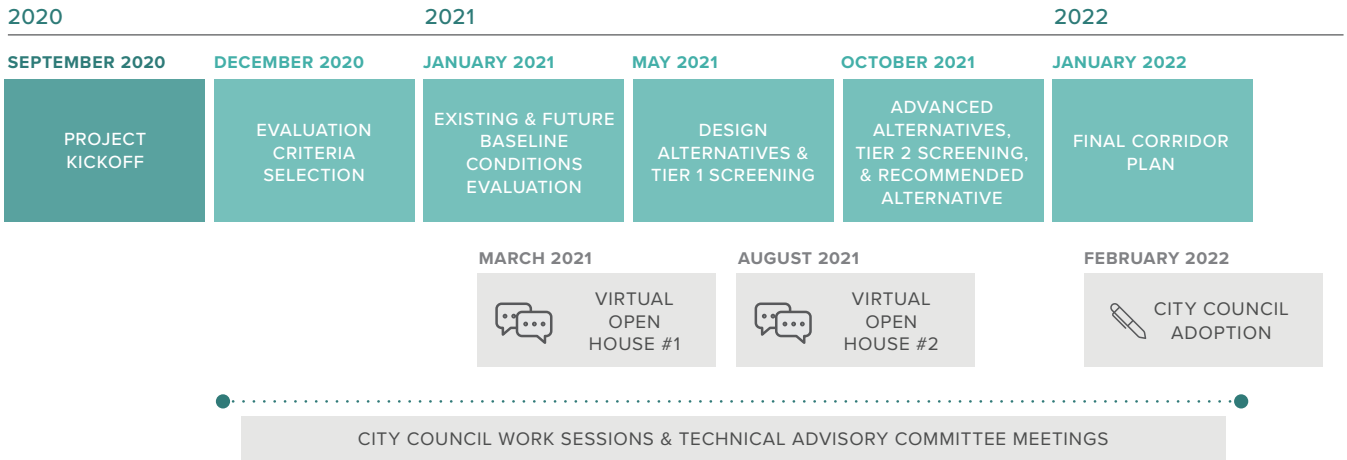 2020
2021
2022
SEPTEMBER 2020
DECEMBER 2020
JANUARY 2021
MAY 2021
OCTOBER 2021
JANUARY 2022
PROJECT
KICKOFF
EVALUATION
CRITERIA
SELECTION
EXISTING & FUTURE
BASELINE
CONDITIONS
EVALUATION
DESIGN
ALTERNATIVES &
TIER 1 SCREENING
ADVANCED
ALTERNATIVES,
TIER 2 SCREENING,
& RECOMMENDED
ALTERNATIVE
FINAL CORRIDOR
PLAN
MARCH 2021
AUGUST 2021
FEBRUARY 2022
VIRTUAL
OPEN
HOUSE #1
VIRTUAL
OPEN
HOUSE #2
CITY COUNCIL
ADOPTION
CITY COUNCIL WORK SESSIONS & TECHNICAL ADVISORY COMMITTEE MEETINGS